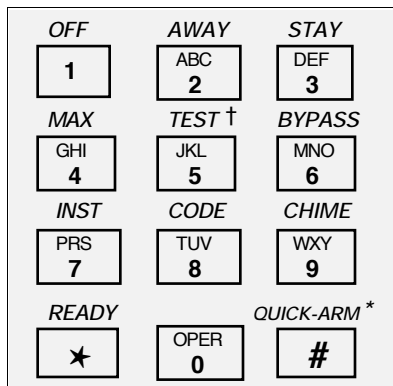 OFF AWAY STAY
ABC DEF
1 2 3
MAX TEST † BYPASS
GHI JKL MNO
4 5 6
INST CODE CHIME
PRS TUV WXY
7 8 9
READY QUICK-ARM *
OPER
* 0 #